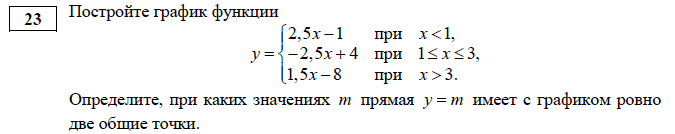 23 Постройте график функции
y = { 2,5x − 1 при x < 1,
−2,5x + 4 при 1 ≤ x ≤ 3,
1,5x − 8 при x > 3.
Определите, при каких значениях m прямая y = m имеет с графиком ровно
две общие точки.